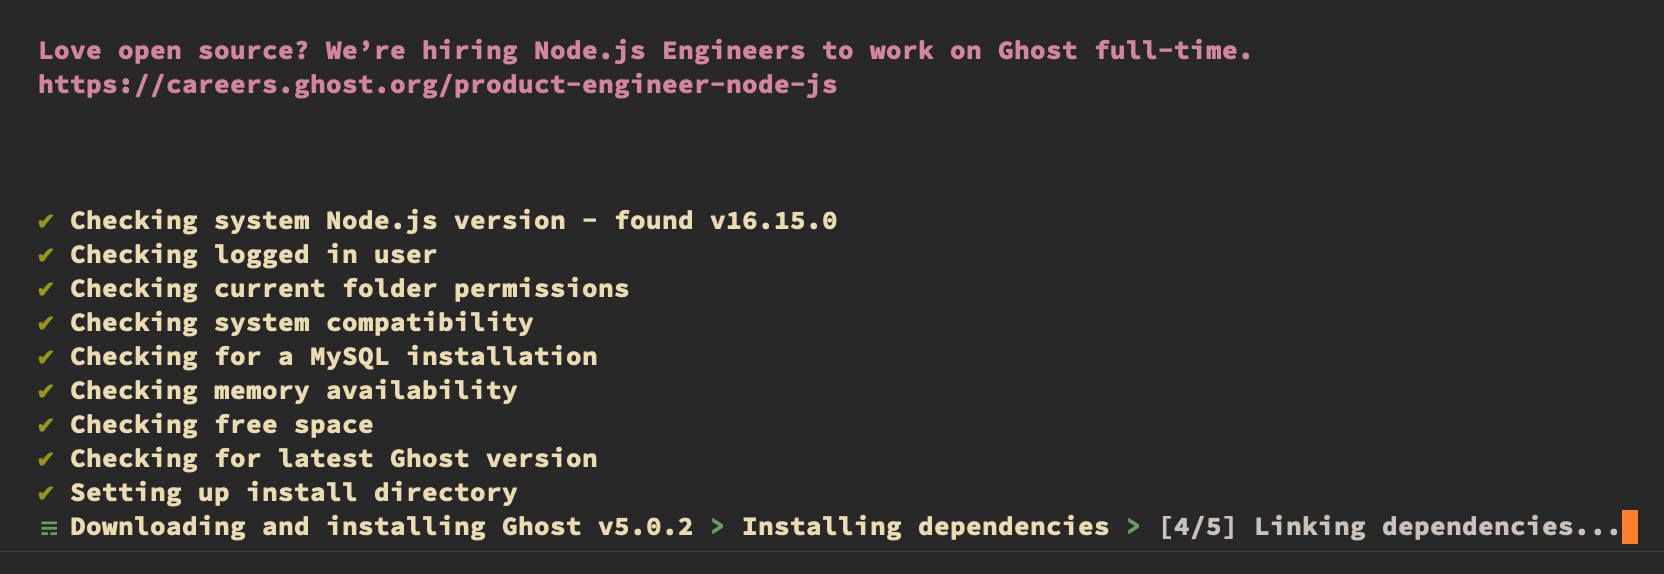 Love open source? We’re hiring Node.js Engineers to work on Ghost full-time.
https://careers.ghost.org/product-engineer-node-js
✔ Checking system Node.js version - found v16.15.0
✔ Checking logged in user
✔ Checking current folder permissions
✔ Checking system compatibility
✔ Checking for a MySQL installation
✔ Checking memory availability
✔ Checking free space
✔ Checking for latest Ghost version
✔ Setting up install directory
☴ Downloading and installing Ghost v5.0.2 > Installing dependencies > [4/5] Linking dependencies...